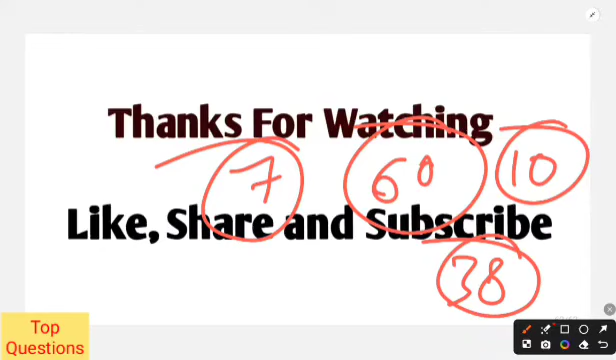 Thanks For Watching
7 60 10
Like, Share and Subscribe
38
Top
Questions